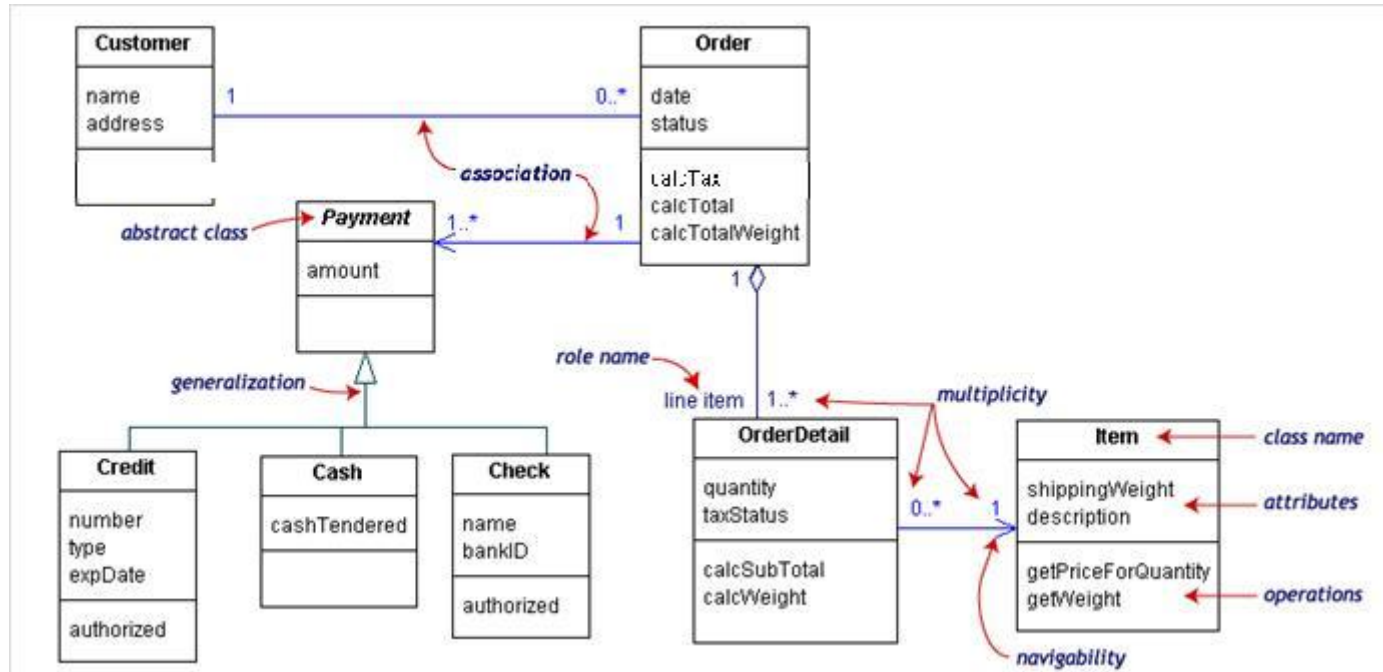 Customer
name
address
1
0..*
Order
date
status
calcTax
calcTotal
calcTotalWeight
association
abstract class
Payment
amount
1..*
1
1
generalization
role name
line item
1..*
multiplicity
Credit
number
type
expDate
authorized
Cash
cashTendered
Check
name
bankID
authorized
OrderDetail
quantity
taxStatus
calcSubTotal
calcWeight
0..*
1
Item
shippingWeight
description
getPriceForQuantity
getWeight
class name
attributes
operations
navigability